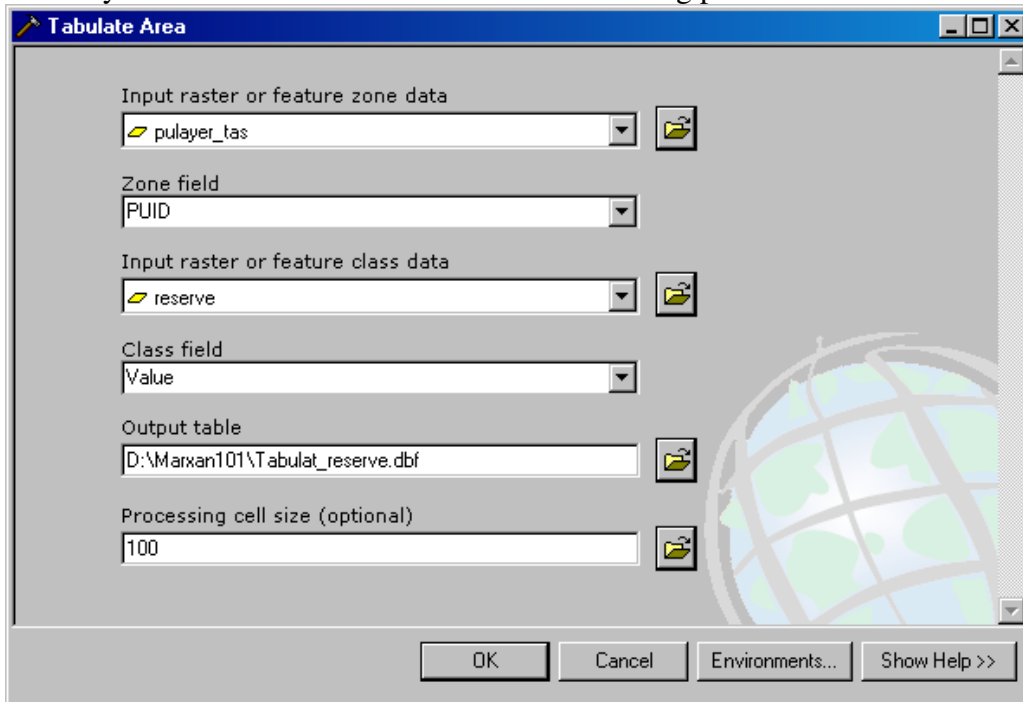 Tabulate Area
Input raster or feature zone data
pulayer_tas
Zone field
PUID
Input raster or feature class data
reserve
Class field
Value
Output table
D:\Marxan101\Tabulat_reserve.dbf
Processing cell size (optional)
100
OK Cancel Environments... Show Help >>